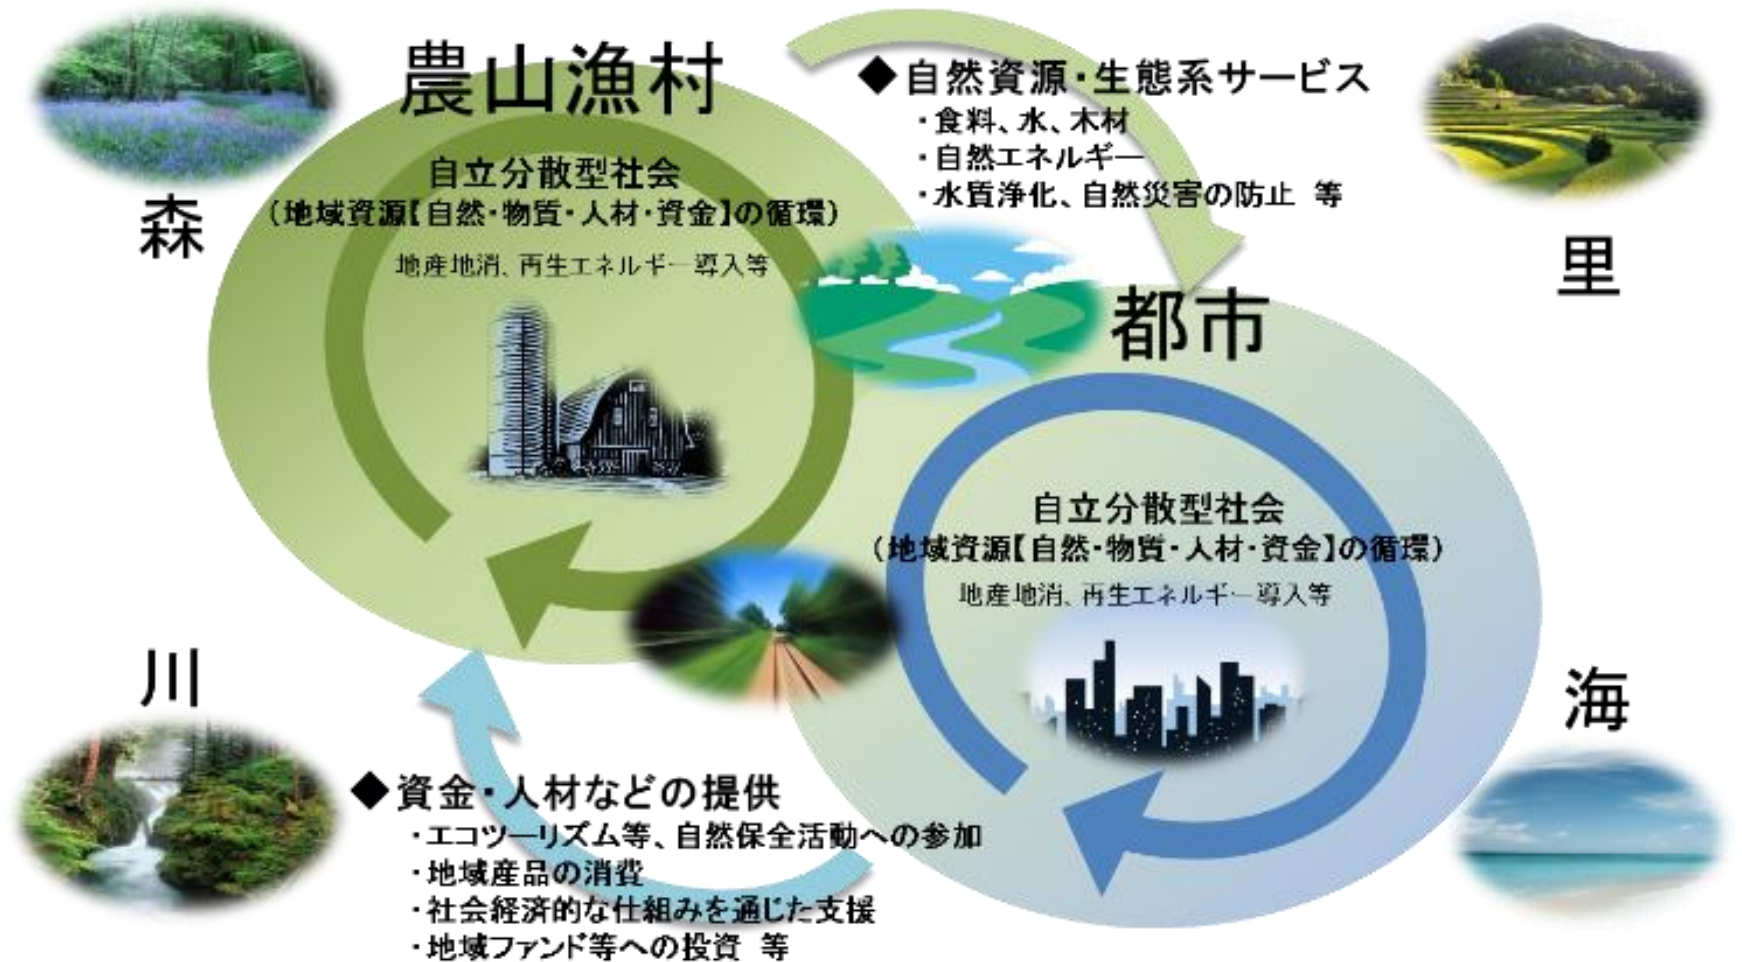 農山漁村
自立分散型社会
（地域資源【自然・物質・人材・資金】の循環）
地産地消、再生エネルギー導入等
◆自然資源・生態系サービス
・食料、水、木材
・自然エネルギー
・水質浄化、自然災害の防止 等
森
里
都市
自立分散型社会
（地域資源【自然・物質・人材・資金】の循環）
地産地消、再生エネルギー導入等
川
海
◆資金・人材などの提供
・エコツーリズム等、自然保全活動への参加
・地域産品の消費
・社会経済的な仕組みを通じた支援
・地域ファンド等への投資 等